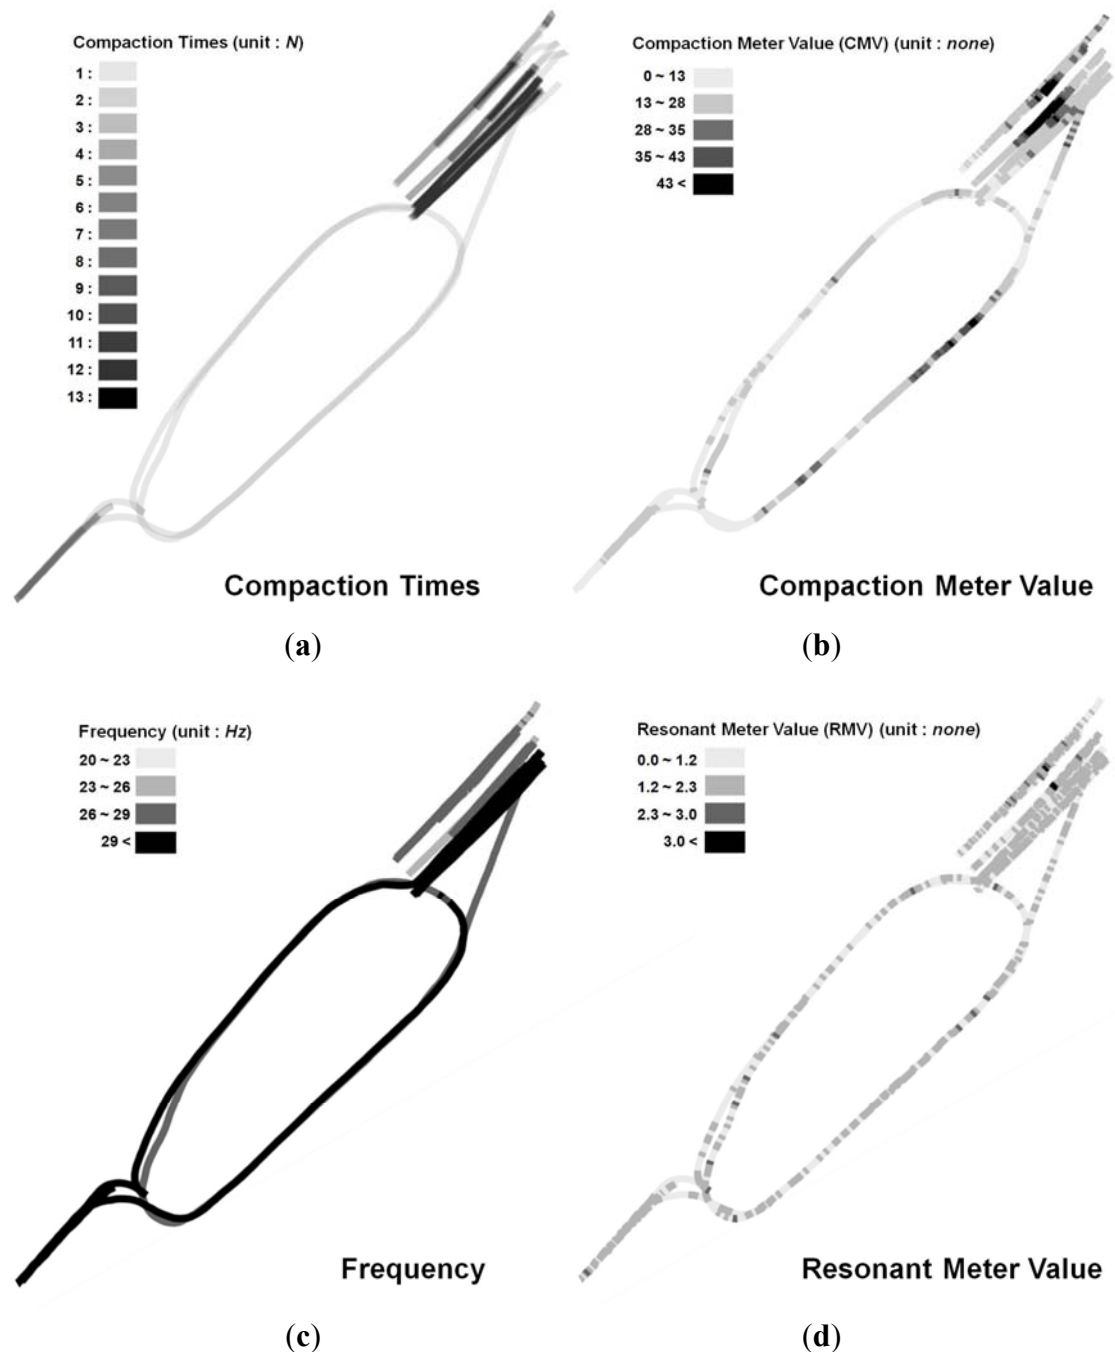 Compaction Times (unit : N)
1 :
2 :
3 :
4 :
5 :
6 :
7 :
8 :
9 :
10 :
11 :
12 :
13 :
Compaction Times
(a)
Compaction Meter Value (CMV) (unit : none)
0 ~ 13
13 ~ 28
28 ~ 35
35 ~ 43
43 <
Compaction Meter Value
(b)
Frequency (unit : Hz)
20 ~ 23
23 ~ 26
26 ~ 29
29 <
Frequency
(c)
Resonant Meter Value (RMV) (unit : none)
0.0 ~ 1.2
1.2 ~ 2.3
2.3 ~ 3.0
3.0 <
Resonant Meter Value
(d)